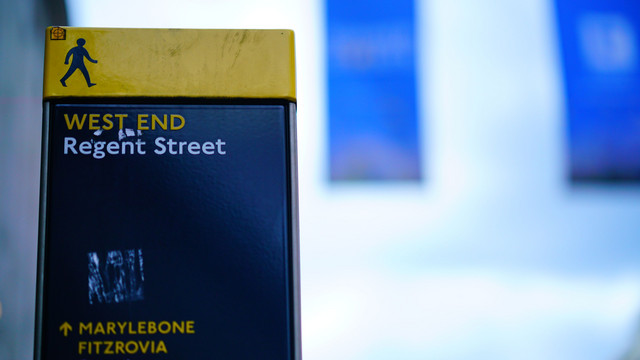 WEST END
Regent Street
↑ MARYLEBONE
FITZROVIA